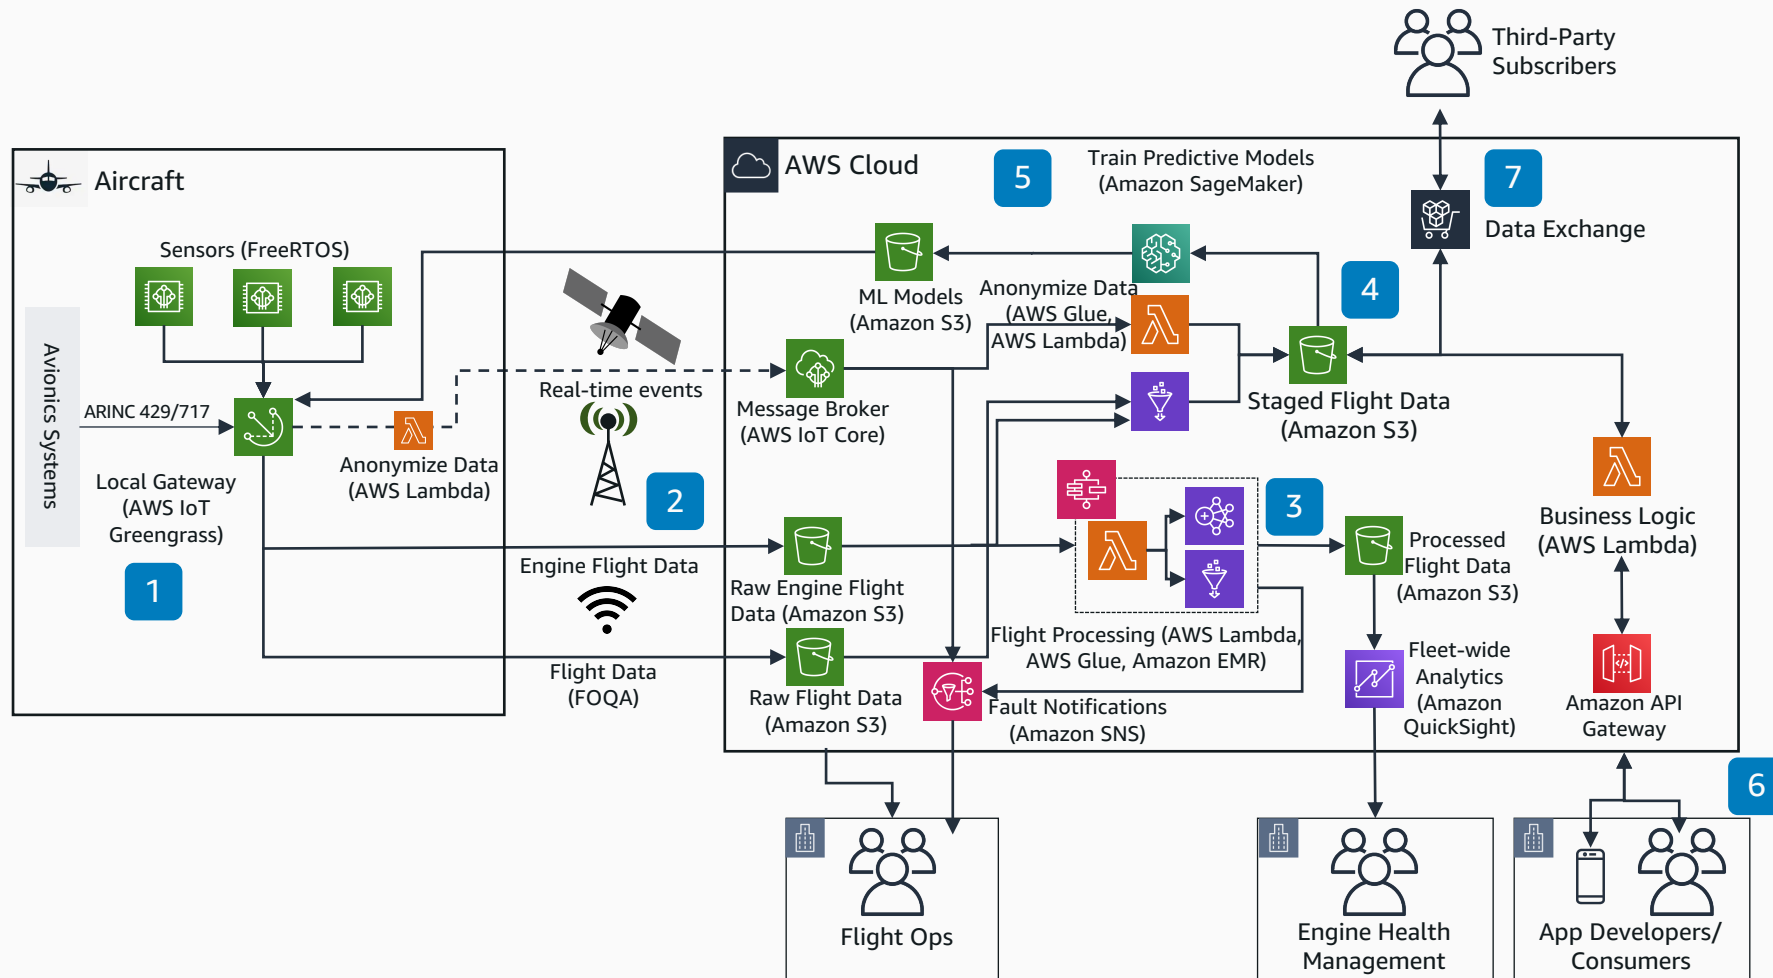 Third-Party
Subscribers
Aircraft
AWS Cloud
5
Train Predictive Models
(Amazon SageMaker)
7
Data Exchange
Sensors (FreeRTOS)
ML Models
(Amazon S3)
Anonymize Data
(AWS Glue,
AWS Lambda)
4
Avionics Systems
ARINC 429/717
Real-time events
Message Broker
(AWS IoT Core)
Staged Flight Data
(Amazon S3)
Anonymize Data
(AWS Lambda)
Local Gateway
(AWS IoT
Greengrass)
1
2
3
Engine Flight Data
Raw Engine Flight
Data (Amazon S3)
Processed
Flight Data
(Amazon S3)
Business Logic
(AWS Lambda)
Flight Processing (AWS Lambda,
AWS Glue, Amazon EMR)
Flight Data
(FOQA)
Raw Flight Data
(Amazon S3)
Fault Notifications
(Amazon SNS)
Fleet-wide
Analytics
(Amazon
QuickSight)
Amazon API
Gateway
6
Flight Ops
Engine Health
Management
App Developers/
Consumers